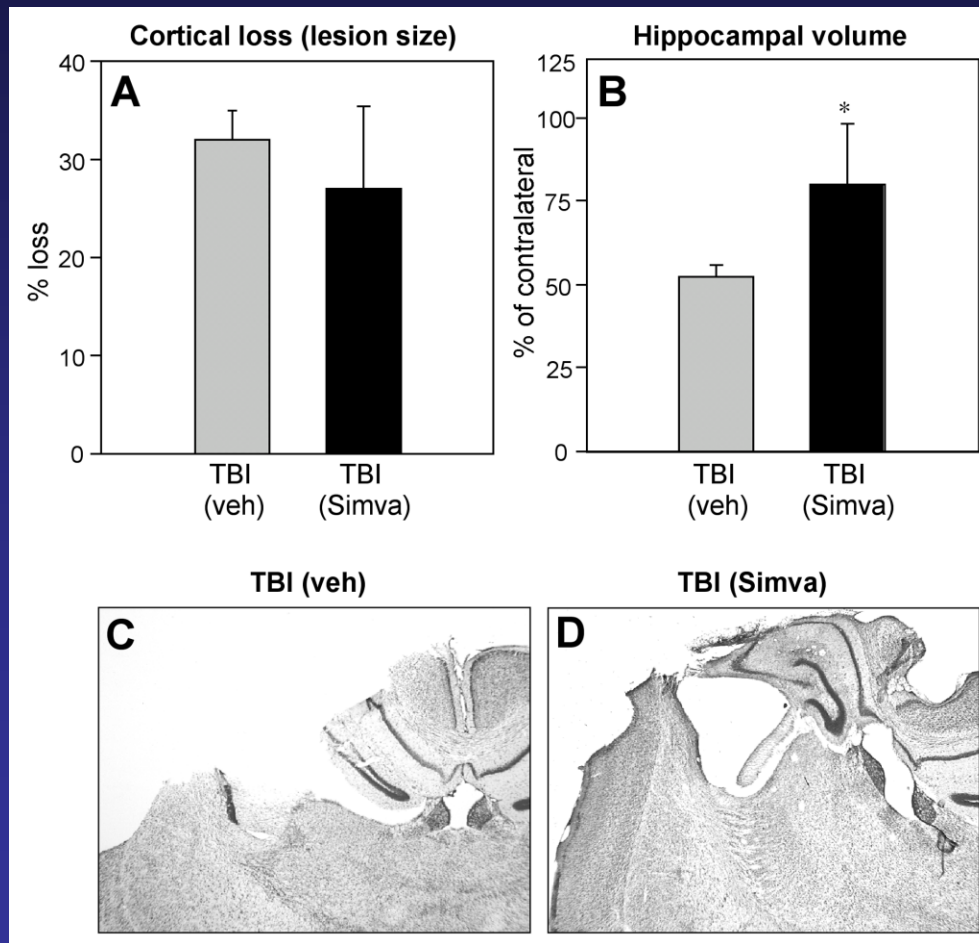 Cortical loss (lesion size)
A
% loss
40
30
20
10
0
TBI
(veh)
TBI
(Simva)
Hippocampal volume
B
*
% of contralateral
125
100
75
50
25
0
TBI
(veh)
TBI
(Simva)
TBI (veh)
C
TBI (Simva)
D